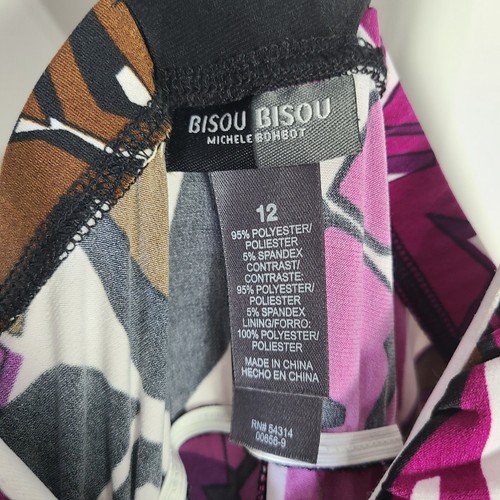 BISOU BISOU
MICHELE BOHBOT
12
95% POLYESTER/
POLIESTER
5% SPANDEX
CONTRAST/
CONTRASTE:
95% POLYESTER/
POLIESTER
5% SPANDEX
LINING/FORRO:
100% POLYESTER/
POLIESTER
MADE IN CHINA
HECHO EN CHINA
RN# 54314
00656-9